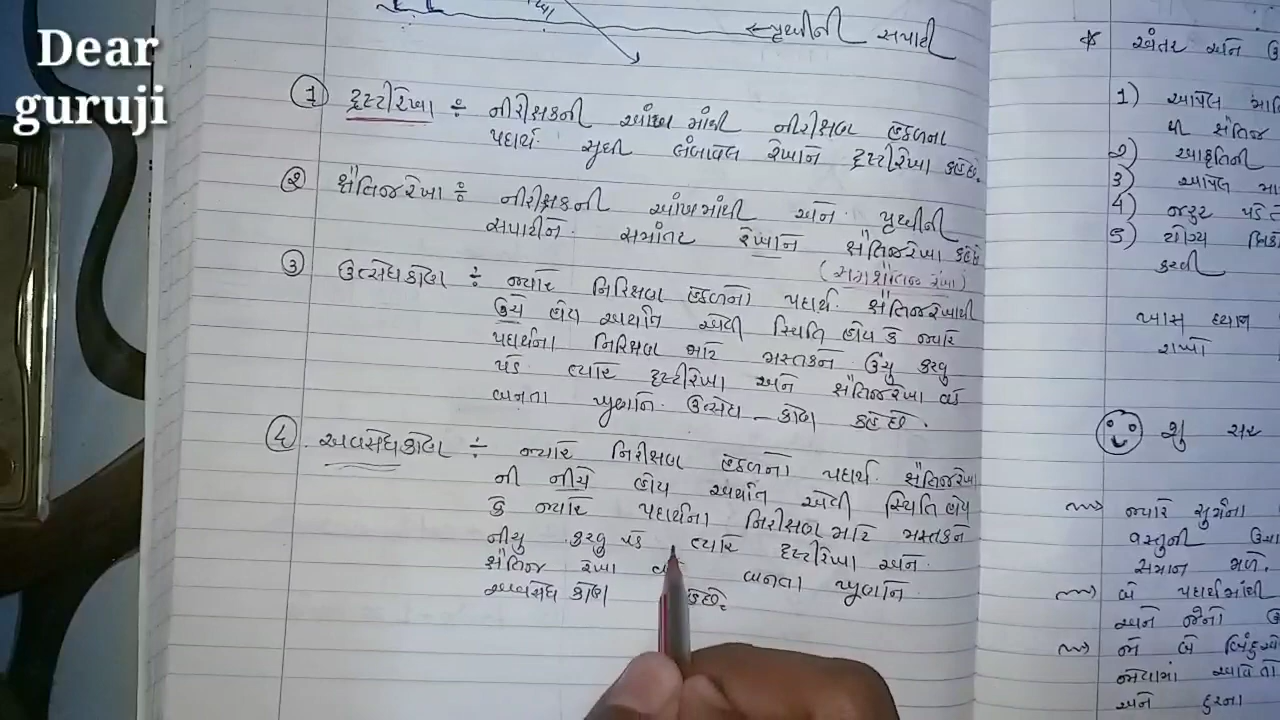 Dear
guruji
પૃથ્વીની સપાટી
① દ્રષ્ટીરેખા ÷ નીરીક્ષકની આંખ માંથી નીરીક્ષણ હેઠળના
પદાર્થ સુધી લંબાવેલ રેખાને દ્રષ્ટીરેખા કહે છે.
② ક્ષૈતિજરેખા ÷ નીરીક્ષકની આંખમાંથી અને પૃથ્વીની
સપાટીને સમાંતર રેખાને ક્ષૈતિજરેખા કહે છે
③ ઉત્સેધકોણ ÷ જ્યારે નિરિક્ષણ હેઠળનો પદાર્થ ક્ષૈતિજરેખાથી
ઉંચે હોય અર્થાત એવી સ્થિતિ હોય કે જ્યારે
પદાર્થના નિરિક્ષણ માટે મસ્તકને ઉંચુ કરવુ
પડે ત્યારે દ્રષ્ટીરેખા અને ક્ષૈતિજરેખા વડે
બનતા ખુણાને ઉત્સેધ - કોણ કહે છે.
④. અવસેધકોણ ÷ જ્યારે નિરીક્ષણ હેઠળનો પદાર્થ ક્ષૈતિજરેખા
ની નીચે હોય અર્થાત એવી સ્થિતિ હોય
કે જ્યારે પદાર્થના નિરીક્ષણ માટે મસ્તકને
નીચુ કરવુ પડે ત્યારે દ્રષ્ટીરેખા અને
ક્ષૈતિજ રેખા બનતા ખુણાને
અવસેધ કોણ કહે છે.
* અંતર અને
1) આપેલ
થી ક્ષૈતિજ
2) આકૃતિની
3) આપેલ
4) જરૂર પડે
5) યોગ્ય
કરવી
ખાસ ધ્યાન
રાખો
શુ સર
જ્યારે સુર્યના
વસ્તુની
સમાન મળે.
બે પદાર્થમાંથી
અને જેનો
બે બિંદુઓ
જોવામાં આવે તો
અને દુરના